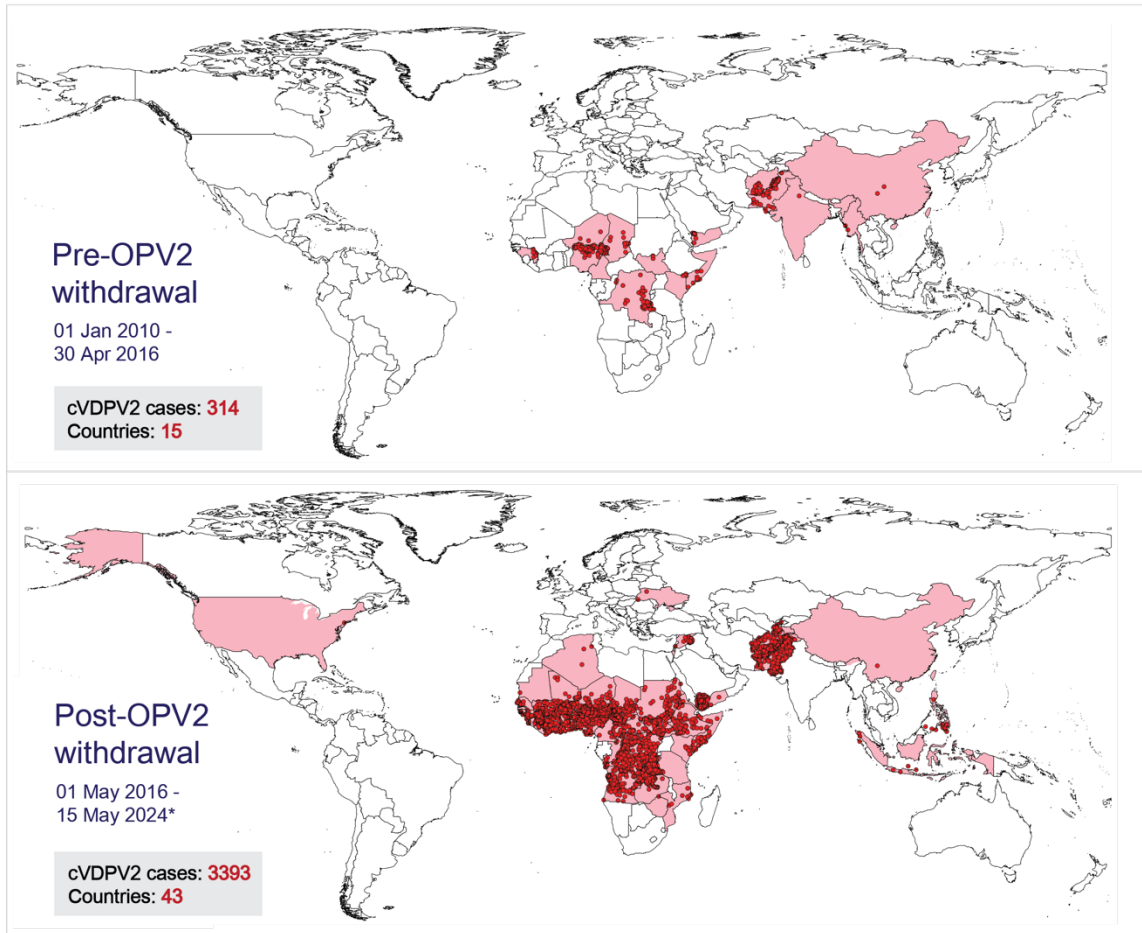 Pre-OPV2
withdrawal
01 Jan 2010 -
30 Apr 2016
cVDPV2 cases: 314
Countries: 15
Post-OPV2
withdrawal
01 May 2016 -
15 May 2024*
cVDPV2 cases: 3393
Countries: 43